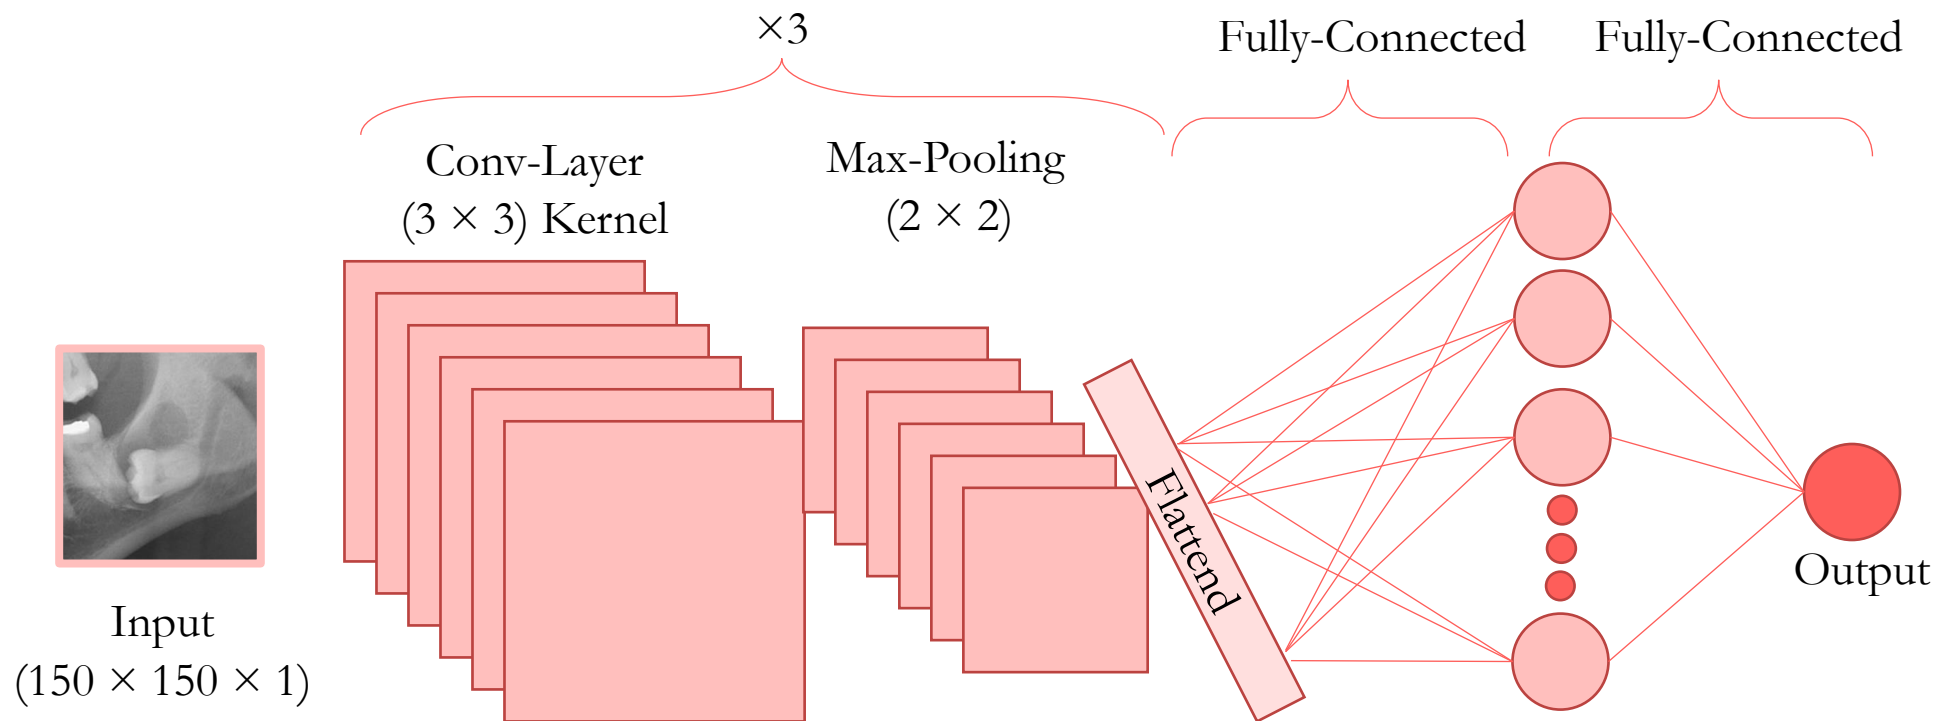 ×3
Fully-Connected
Fully-Connected
Conv-Layer
(3 × 3) Kernel
Max-Pooling
(2 × 2)
Flattend
Input
(150 × 150 × 1)
Output